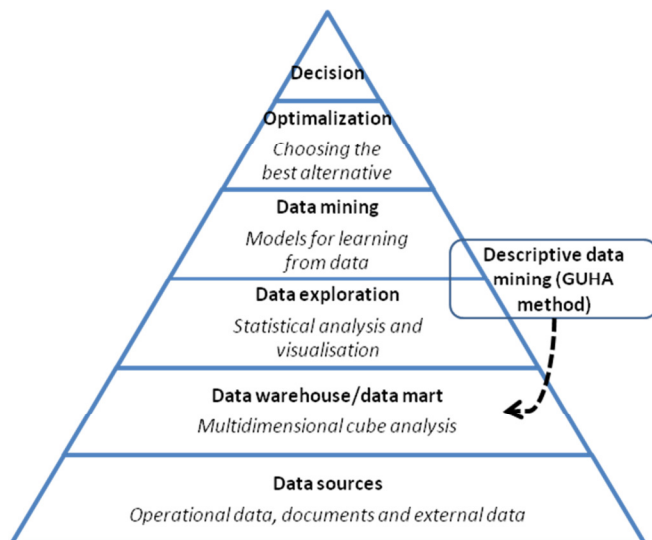 Decision
Optimalization
Choosing the
best alternative
Data mining
Models for learning
from data
Descriptive data
mining (GUHA
method)
Data exploration
Statistical analysis and
visualisation
Data warehouse/data mart
Multidimensional cube analysis
Data sources
Operational data, documents and external data